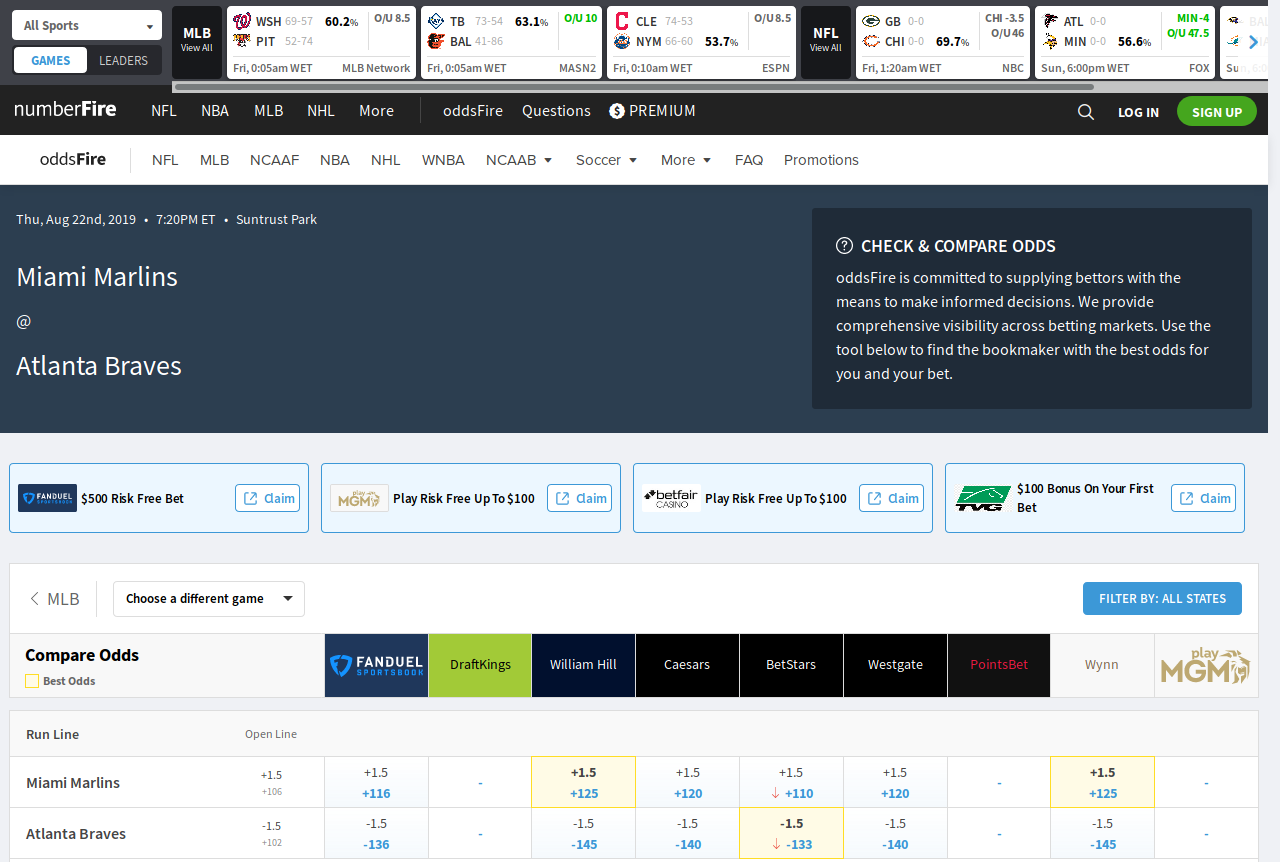 All Sports
GAMES LEADERS
MLB
View All
WSH 69-57 60.2% O/U 8.5
PIT 52-74
Fri, 0:05am WET MLB Network
TB 73-54 63.1% O/U 10
BAL 41-86
Fri, 0:05am WET MASN2
CLE 74-53 O/U 8.5
NYM 66-60 53.7%
Fri, 0:10am WET ESPN
NFL
View All
GB 0-0 CHI -3.5
CHI 0-0 69.7% O/U 46
Fri, 1:20am WET NBC
ATL 0-0 MIN -4
MIN 0-0 56.6% O/U 47.5
Sun, 6:00pm WET FOX
numberFire NFL NBA MLB NHL More oddsFire Questions $ PREMIUM LOG IN SIGN UP
oddsFire NFL MLB NCAAF NBA NHL WNBA NCAAB Soccer More FAQ Promotions
Thu, Aug 22nd, 2019 • 7:20PM ET • Suntrust Park
Miami Marlins
@
Atlanta Braves
? CHECK & COMPARE ODDS
oddsFire is committed to supplying bettors with the
means to make informed decisions. We provide
comprehensive visibility across betting markets. Use the
tool below to find the bookmaker with the best odds for
you and your bet.
FANDUEL SPORTSBOOK $500 Risk Free Bet Claim
play MGM Play Risk Free Up To $100 Claim
betfair CASINO Play Risk Free Up To $100 Claim
TVG $100 Bonus On Your First Bet Claim
MLB Choose a different game FILTER BY: ALL STATES
Compare Odds
Best Odds
FANDUEL SPORTSBOOK DraftKings William Hill Caesars BetStars Westgate PointsBet Wynn play MGM
Run Line Open Line
Miami Marlins +1.5 +106 +1.5 +116 - +1.5 +125 +1.5 +120 +1.5 ↓ +110 +1.5 +120 - +1.5 +125 -
Atlanta Braves -1.5 +102 -1.5 -136 - -1.5 -145 -1.5 -140 -1.5 ↓ -133 -1.5 -140 - -1.5 -145 -